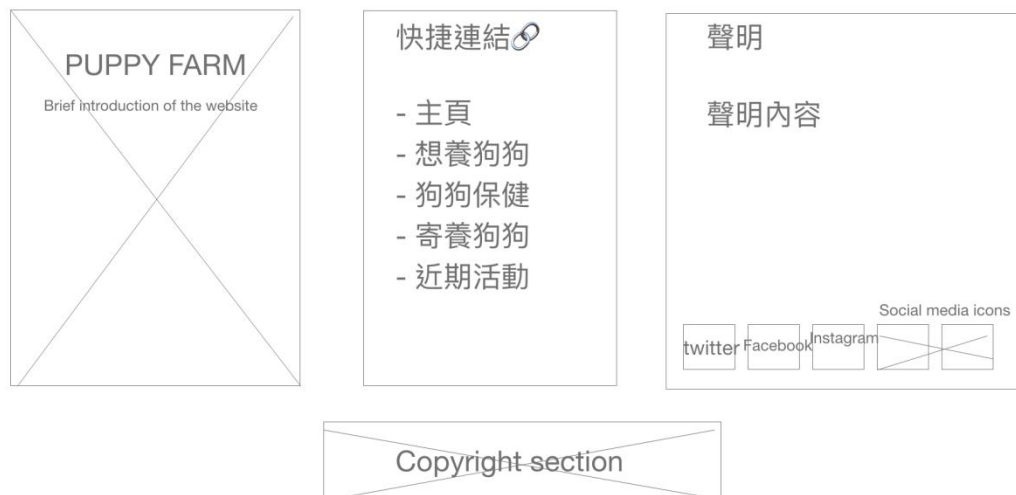 PUPPY FARM
Brief introduction of the website
快捷連結🔗
- 主頁
- 想養狗狗
- 狗狗保健
- 寄養狗狗
- 近期活動
聲明
聲明內容
Social media icons
twitter
Facebook
Instagram
Copyright section